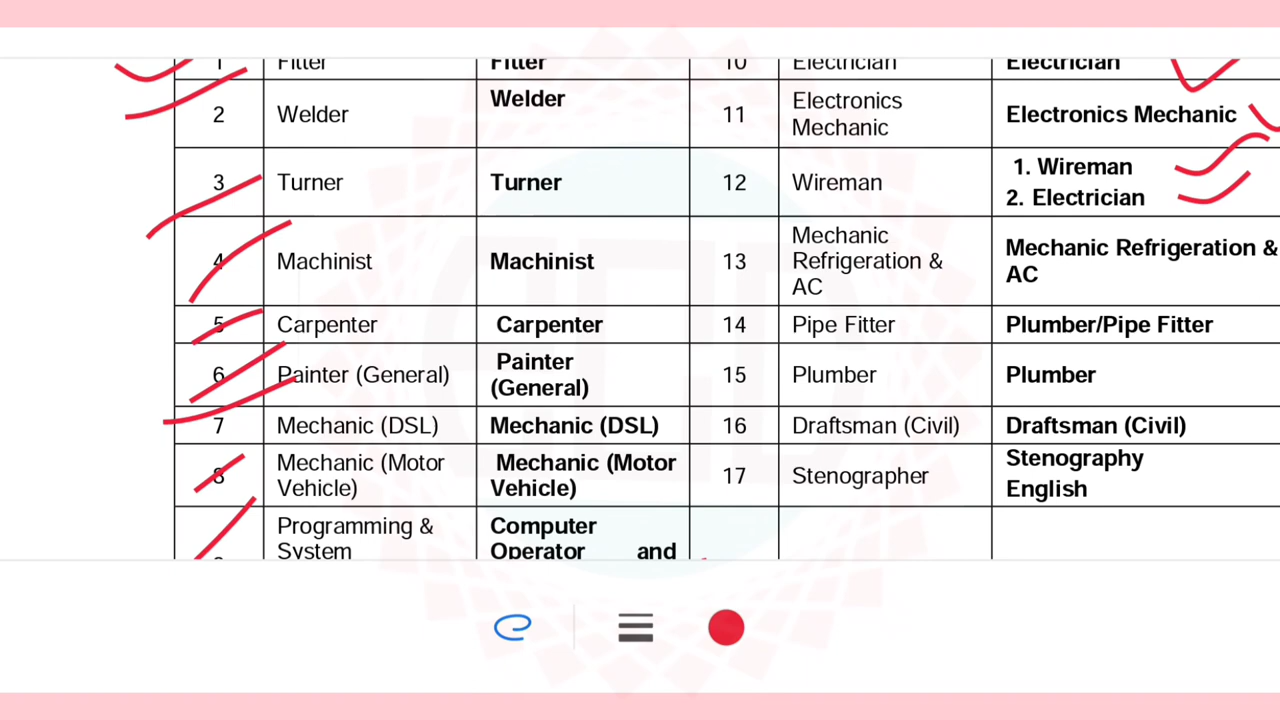 1 Fitter Fitter 10 Electrician Electrician
2 Welder Welder 11 Electronics Mechanic Electronics Mechanic
3 Turner Turner 12 Wireman 1. Wireman
2. Electrician
4 Machinist Machinist 13 Mechanic Refrigeration & AC Mechanic Refrigeration & AC
5 Carpenter Carpenter 14 Pipe Fitter Plumber/Pipe Fitter
6 Painter (General) Painter (General) 15 Plumber Plumber
7 Mechanic (DSL) Mechanic (DSL) 16 Draftsman (Civil) Draftsman (Civil)
8 Mechanic (Motor Vehicle) Mechanic (Motor Vehicle) 17 Stenographer Stenography English
Programming & System Computer Operator and